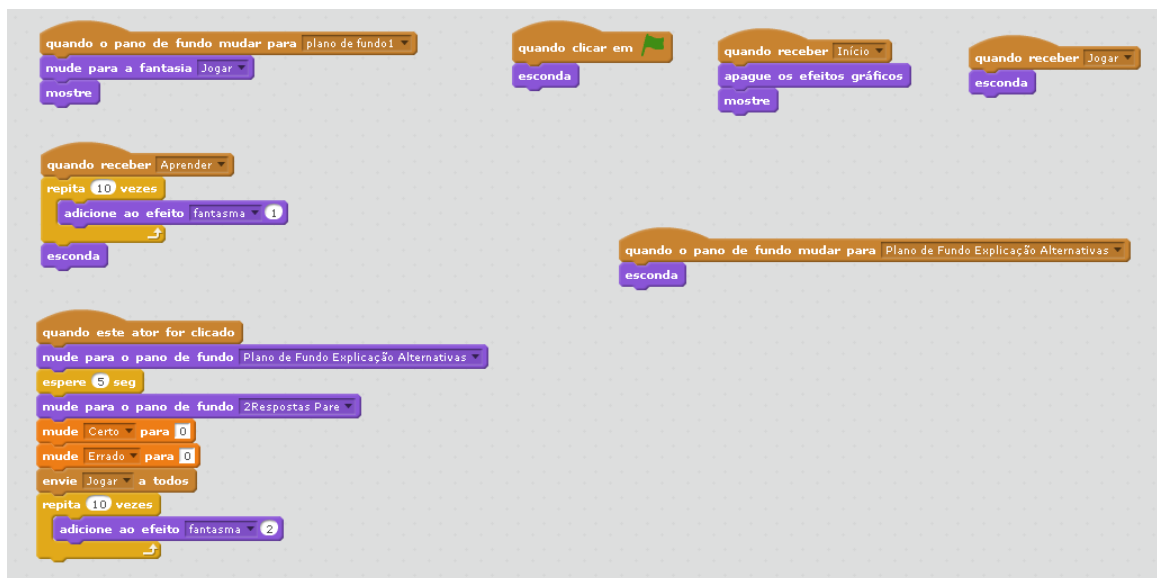 quando o pano de fundo mudar para plano de fundo1
mude para a fantasia Jogar
mostre
quando clicar em
esconda
quando receber Início
apague os efeitos gráficos
mostre
quando receber Jogar
esconda
quando receber Aprender
repita 10 vezes
adicione ao efeito fantasma 1
esconda
quando o pano de fundo mudar para Plano de Fundo Explicação Alternativas
esconda
quando este ator for clicado
mude para o pano de fundo Plano de Fundo Explicação Alternativas
espere 5 seg
mude para o pano de fundo 2Respostas Pare
mude Certo para 0
mude Errado para 0
envie Jogar a todos
repita 10 vezes
adicione ao efeito fantasma 2